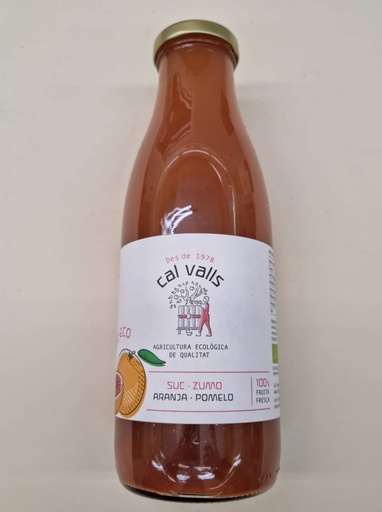 Des de 1978
cal valls
AGRICULTURA ECOLÒGICA
DE QUALITAT
ECO
SUC · ZUMO
ARANJA · POMELO
100%
FRUITA
FRESCA